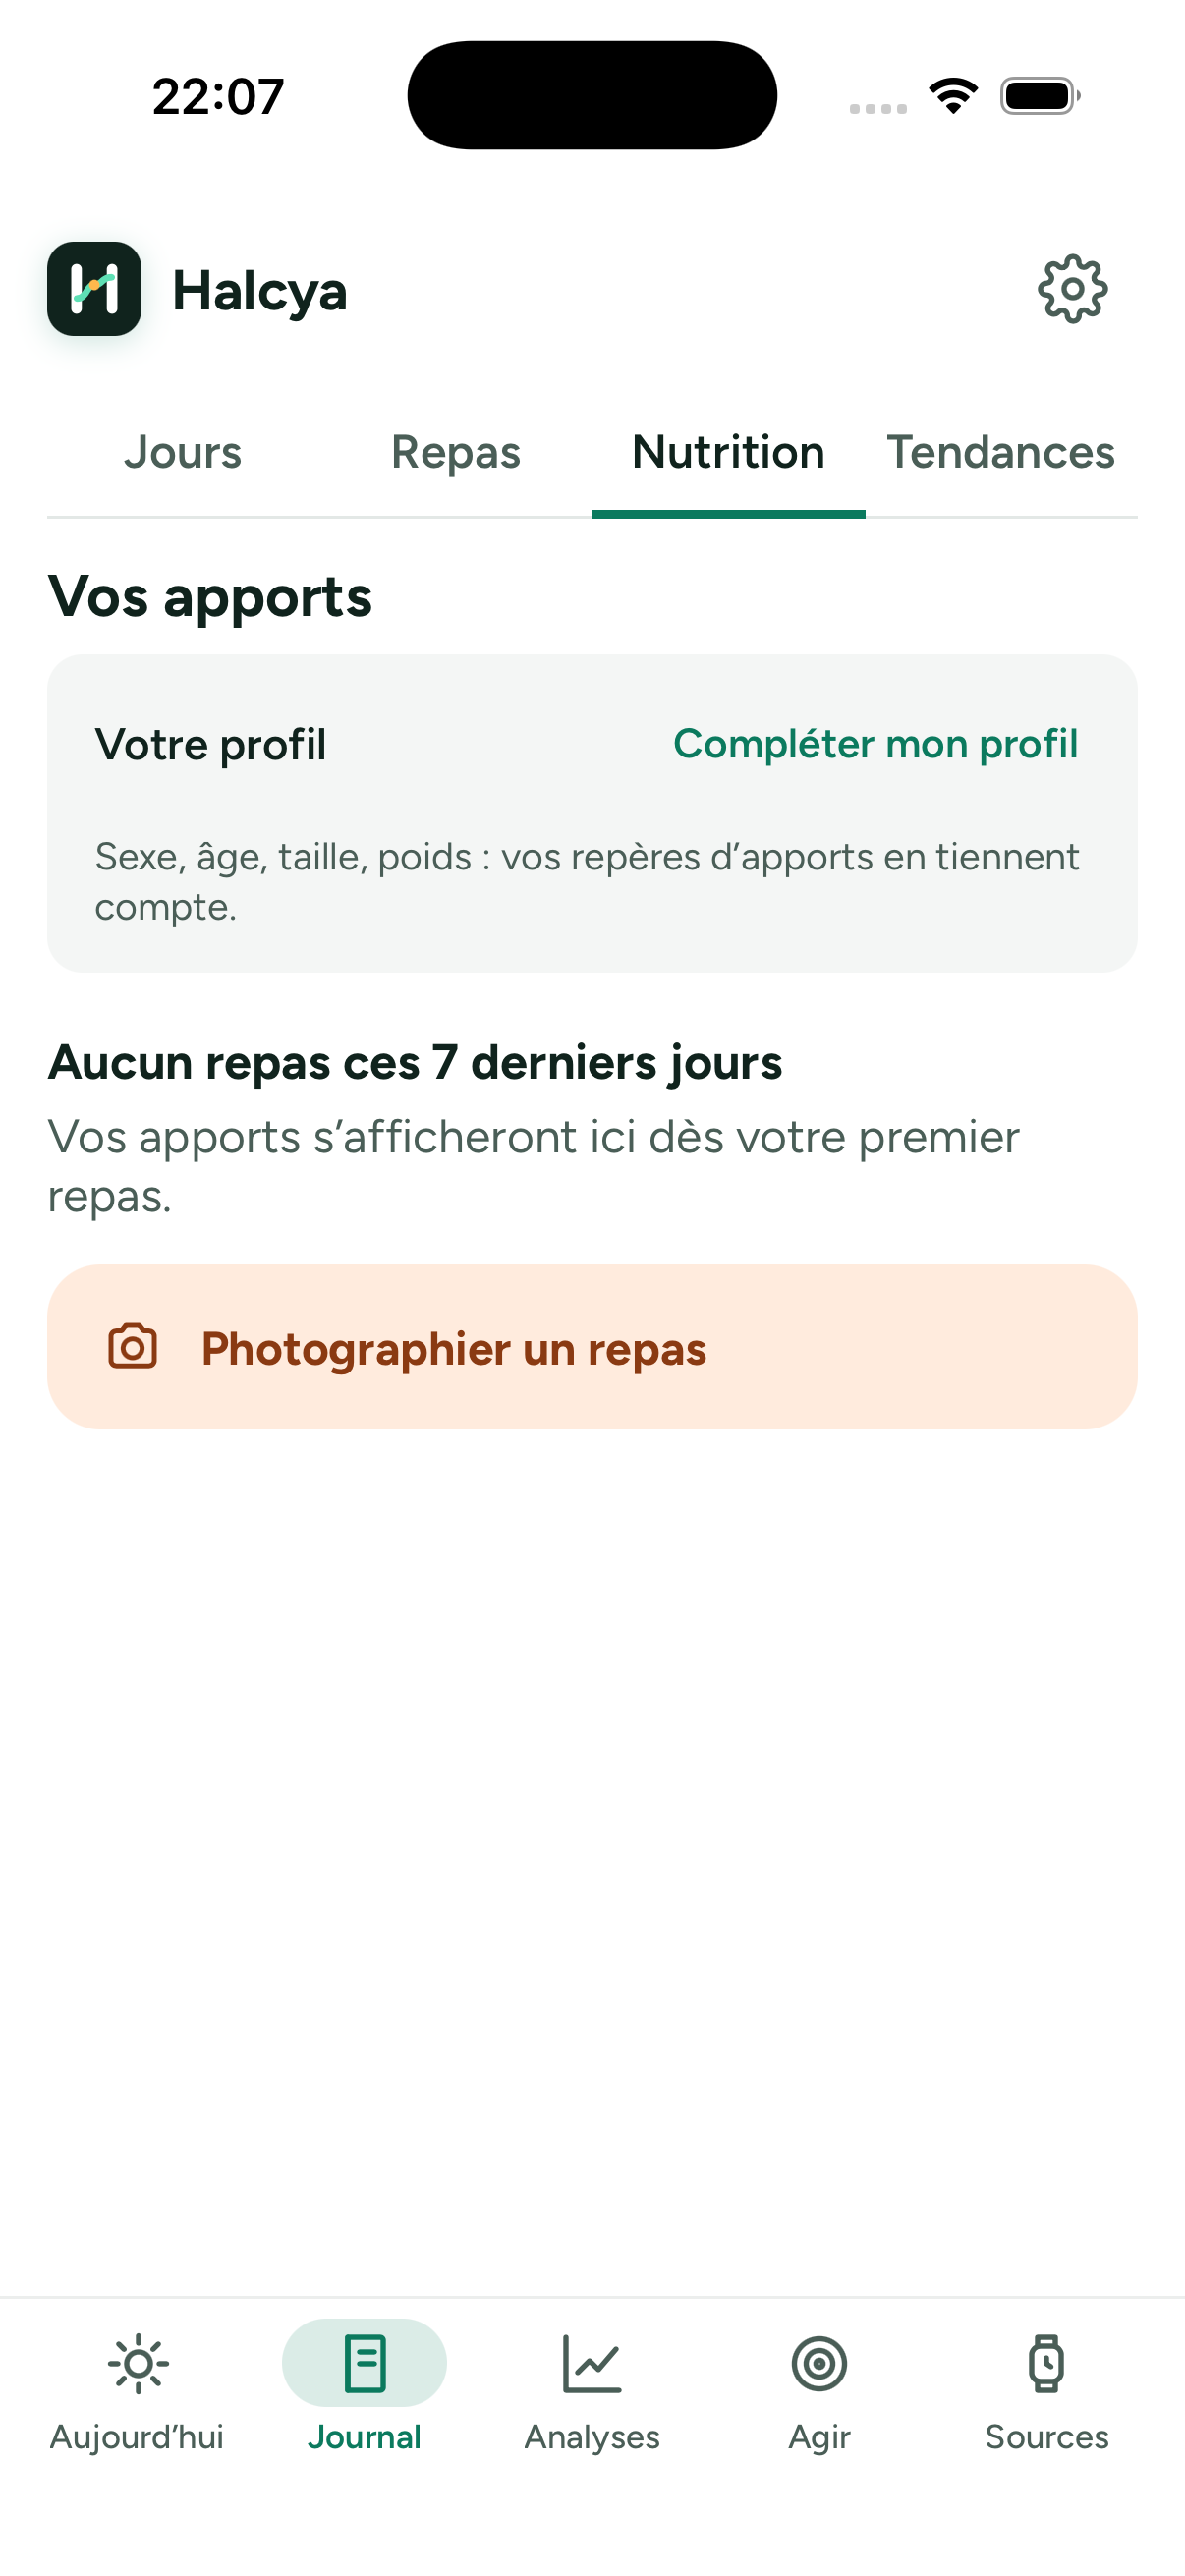 22:07
Halcya
Jours
Repas
Nutrition
Tendances
Vos apports
Votre profil
Compléter mon profil
Sexe, âge, taille, poids : vos repères d’apports en tiennent
compte.
Aucun repas ces 7 derniers jours
Vos apports s’afficheront ici dès votre premier
repas.
Photographier un repas
Aujourd’hui
Journal
Analyses
Agir
Sources